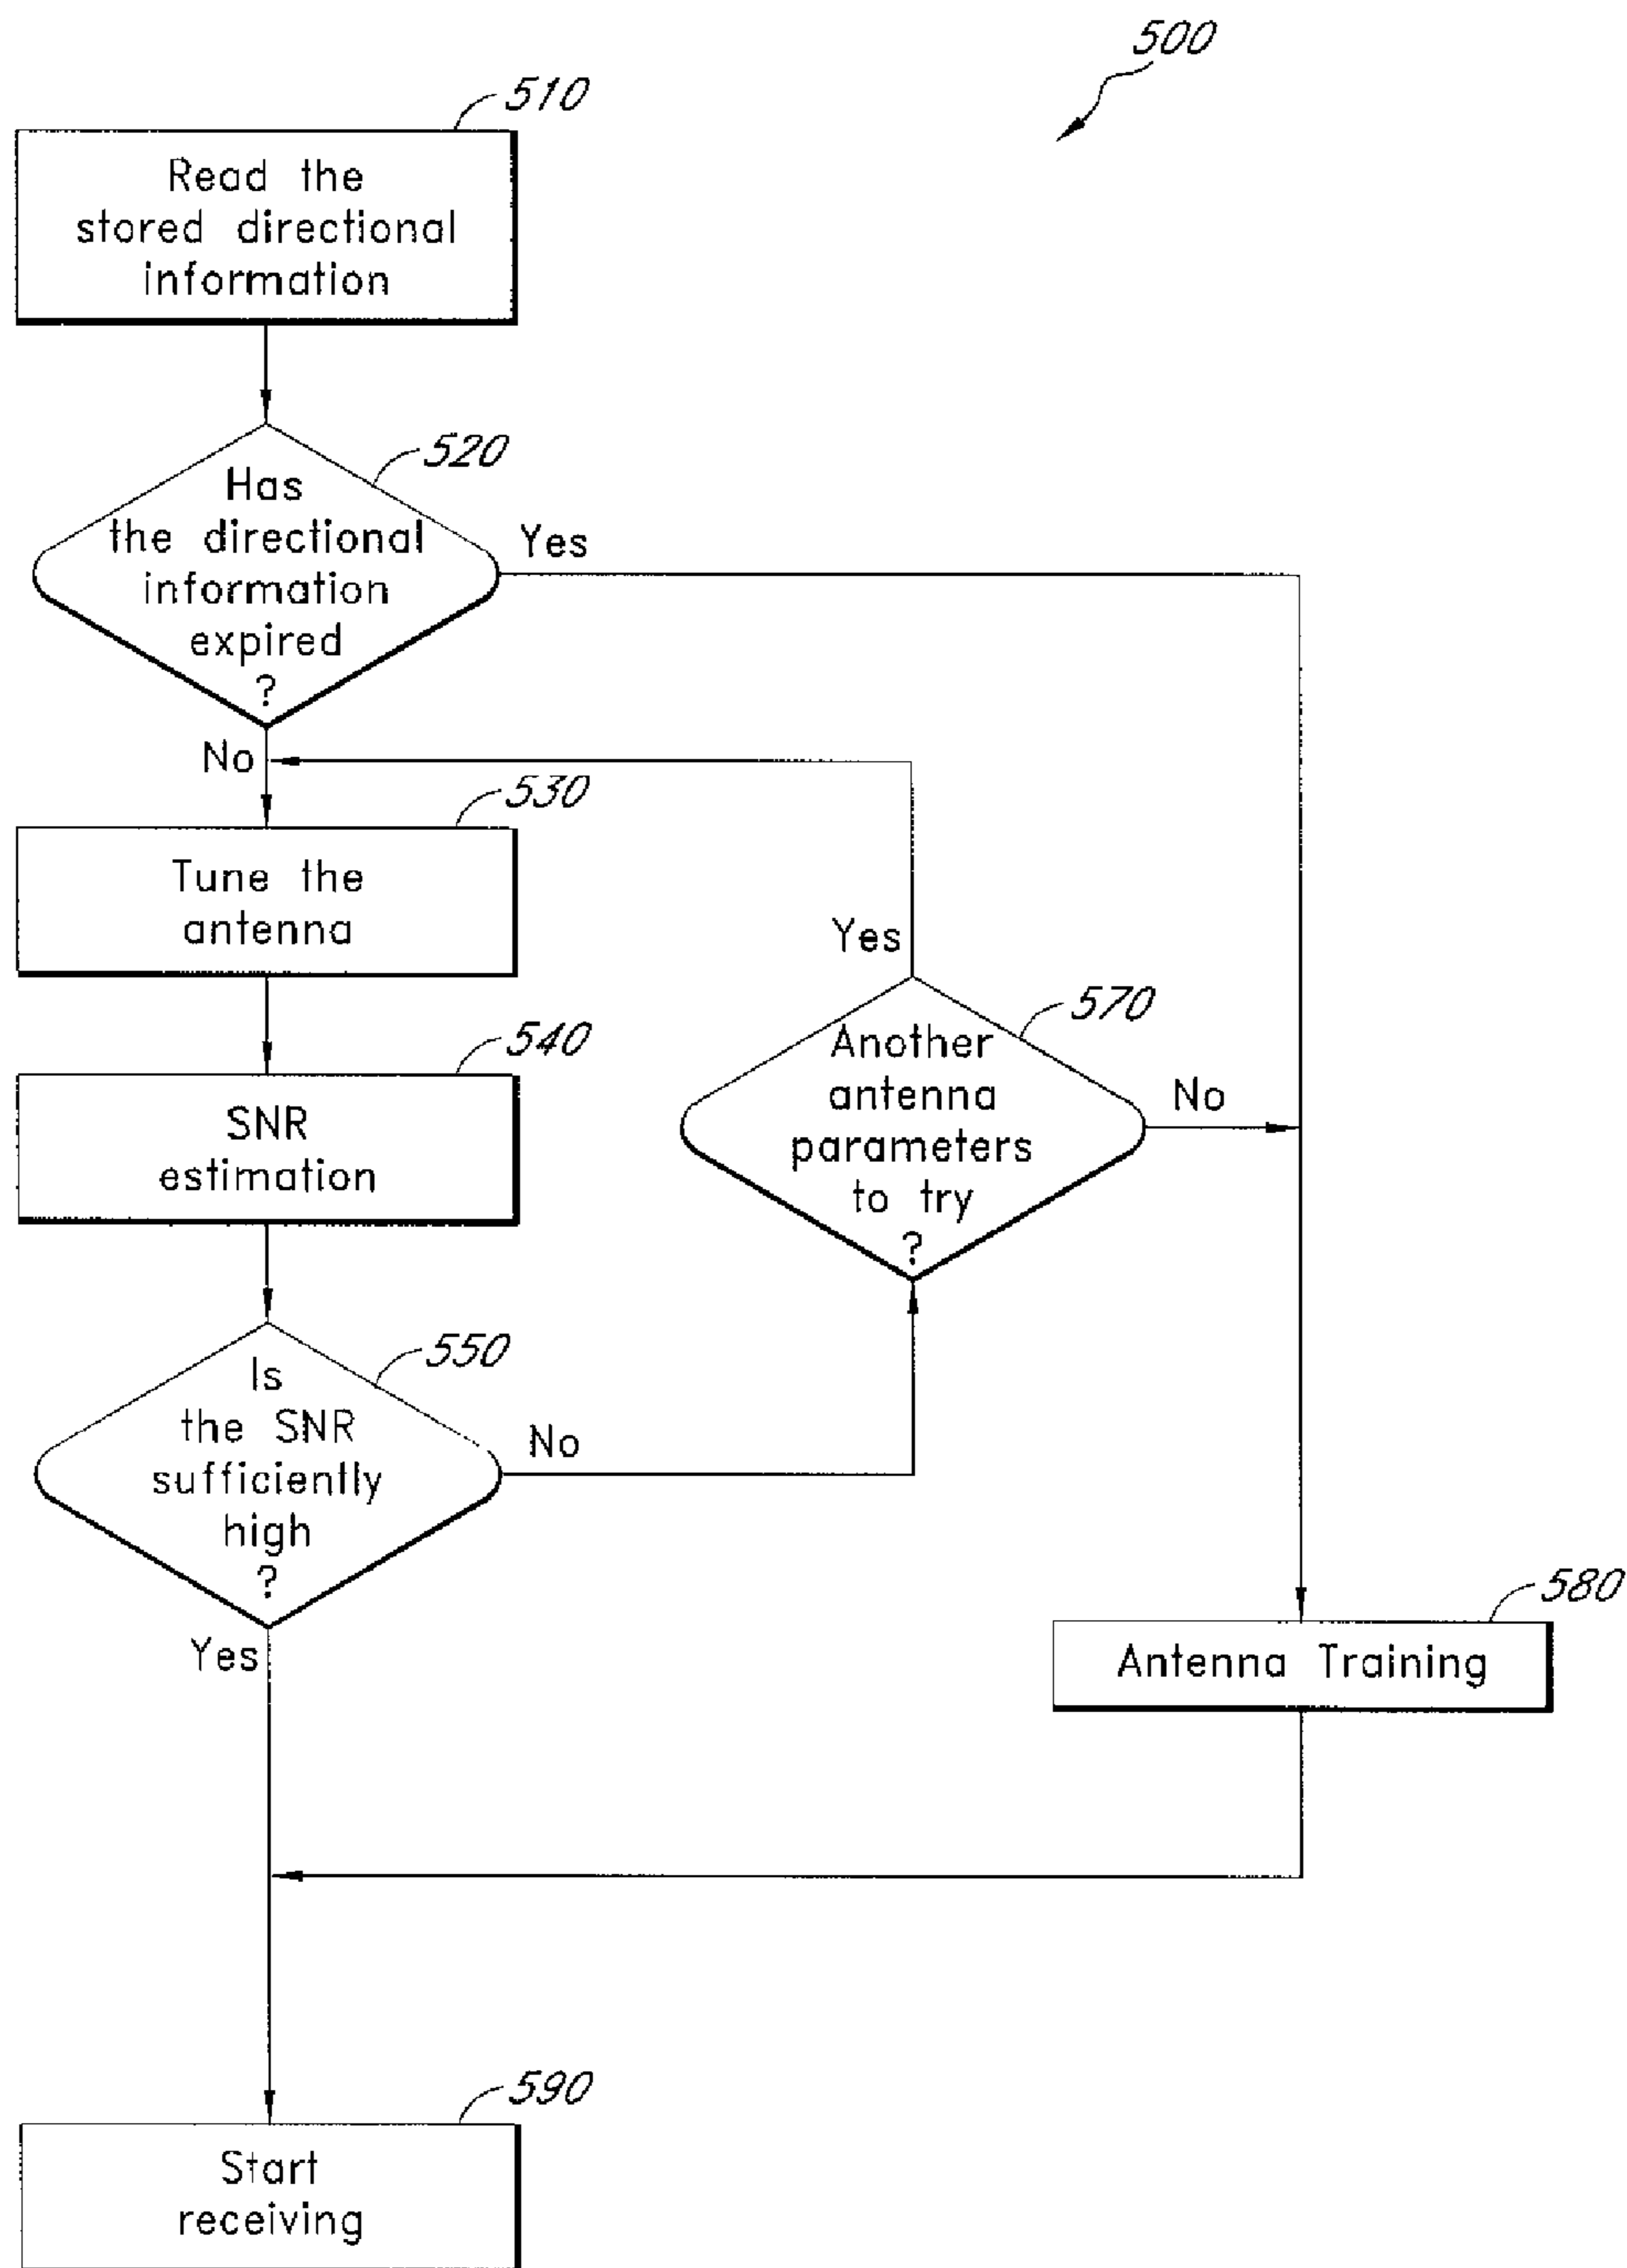 500
510
Read the
stored directional
information
520
Has
the directional
information
expired
?
Yes
No
530
Tune the
antenna
540
SNR
estimation
Yes
570
Another
antenna
parameters
to try
?
No
550
Is
the SNR
sufficiently
high
?
No
Yes
580
Antenna Training
590
Start
receiving